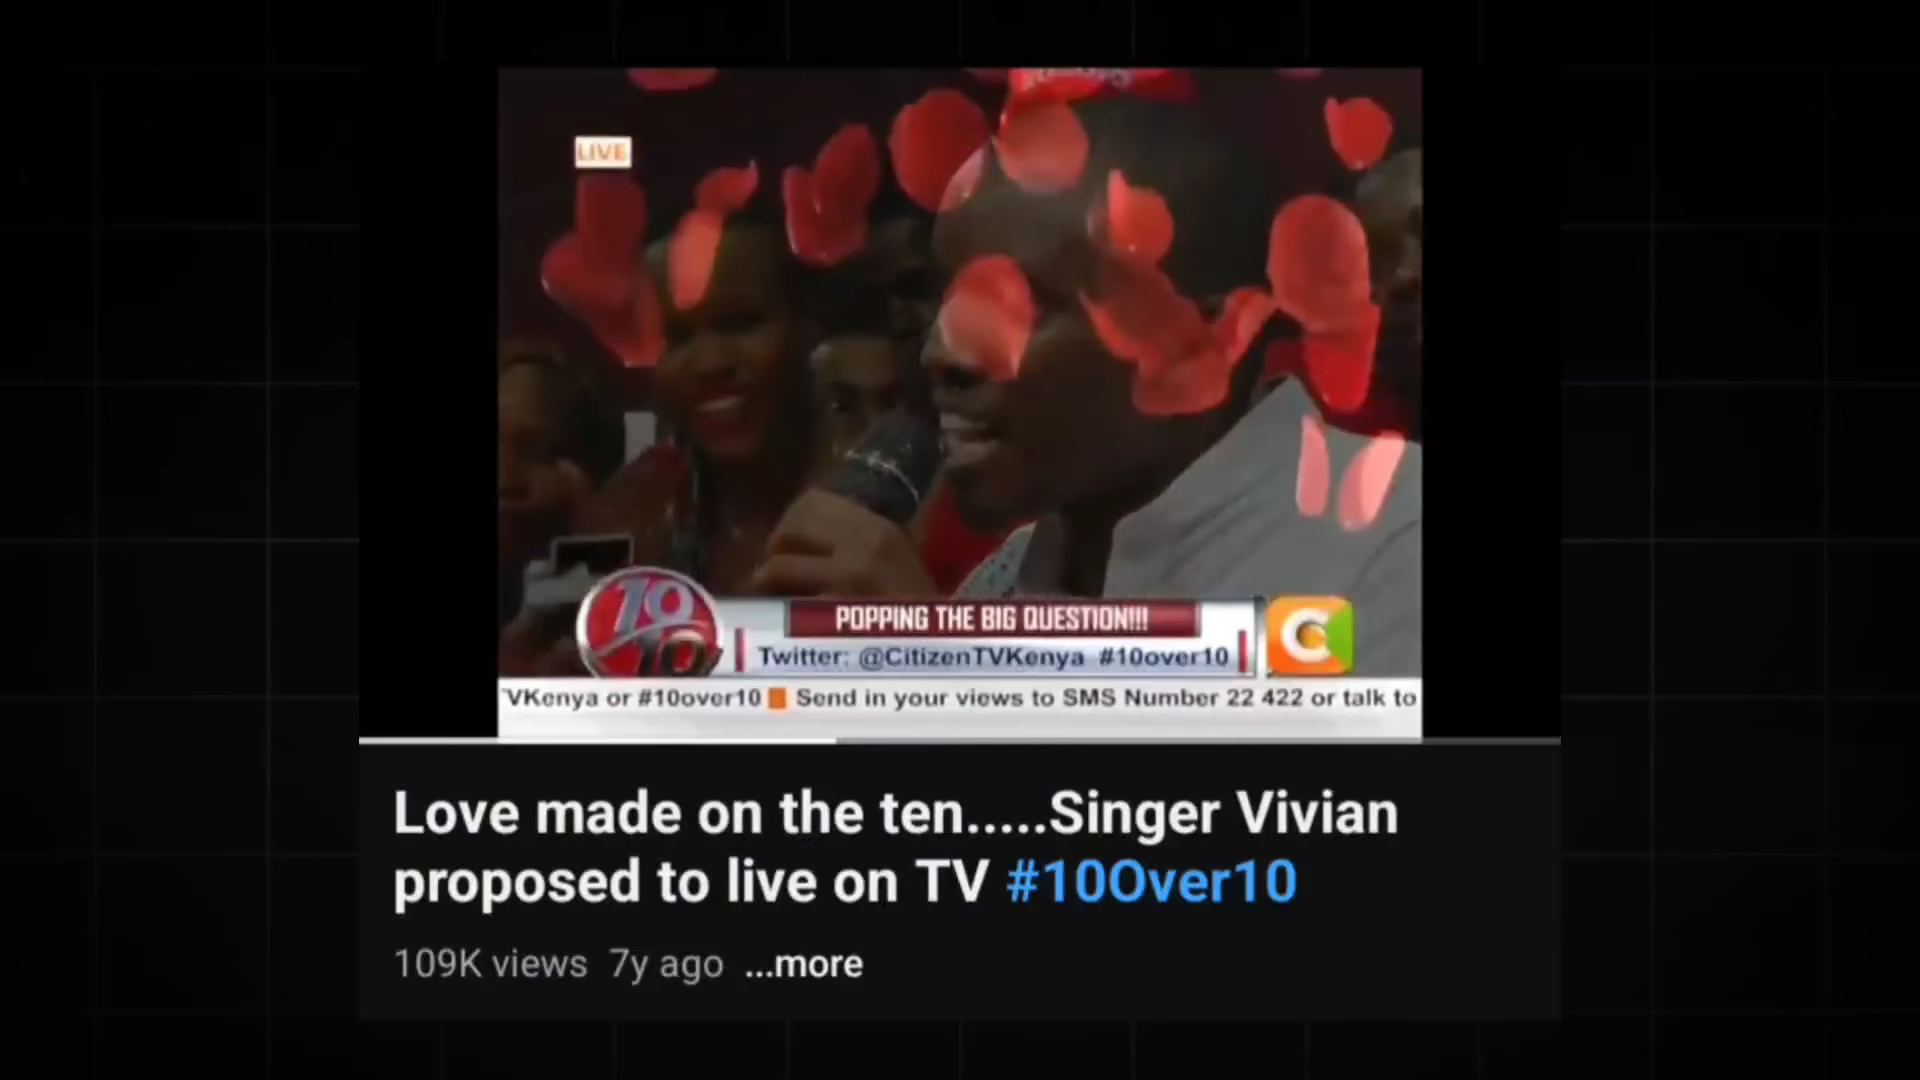 LIVE
10
10
POPPING THE BIG QUESTION!!!
Twitter: @CitizenTVKenya #10over10
C
VKenya or #10over10 Send in your views to SMS Number 22 422 or talk to
Love made on the ten.....Singer Vivian
proposed to live on TV #10Over10
109K views 7y ago ...more